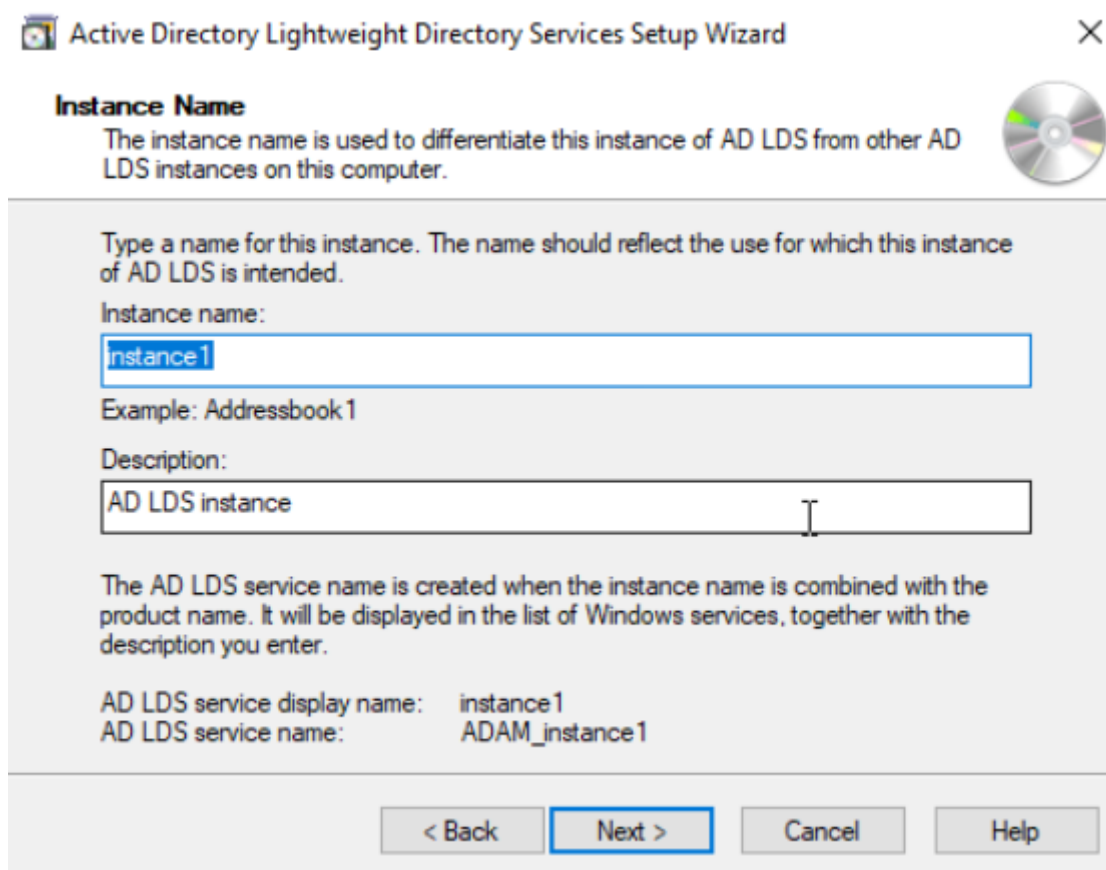 Active Directory Lightweight Directory Services Setup Wizard
Instance Name
The instance name is used to differentiate this instance of AD LDS from other AD
LDS instances on this computer.
Type a name for this instance. The name should reflect the use for which this instance
of AD LDS is intended.
Instance name:
instance1
Example: Addressbook1
Description:
AD LDS instance
The AD LDS service name is created when the instance name is combined with the
product name. It will be displayed in the list of Windows services, together with the
description you enter.
AD LDS service display name: instance1
AD LDS service name: ADAM_instance1
< Back Next > Cancel Help